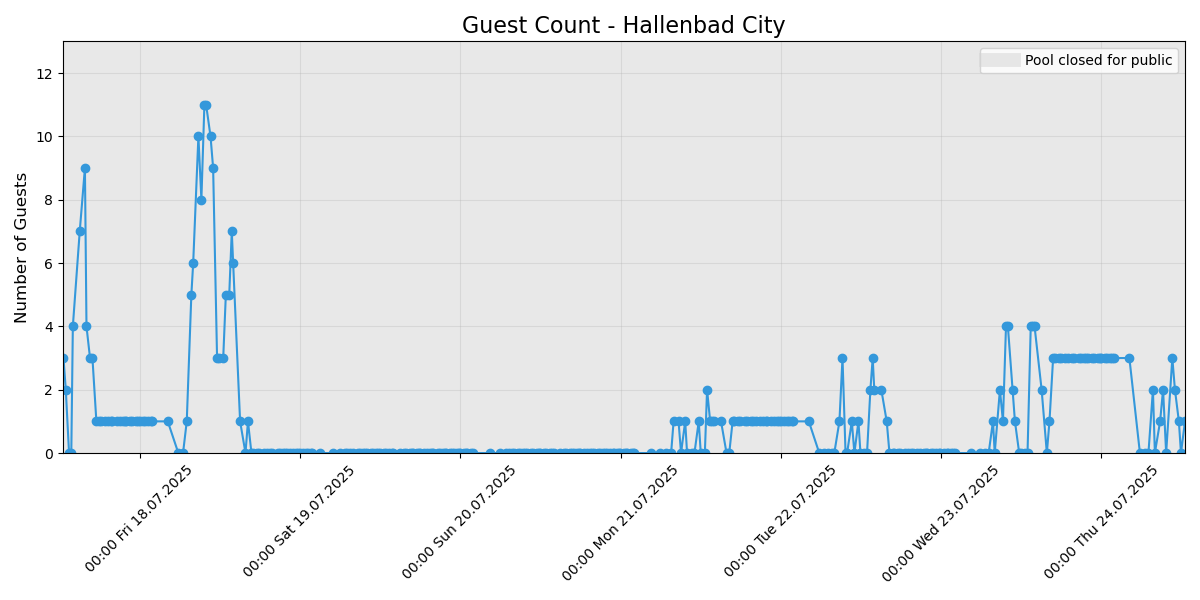 Guest Count - Hallenbad City
Pool closed for public
Number of Guests
12
10
8
6
4
2
0
00:00 Fri 18.07.2025
00:00 Sat 19.07.2025
00:00 Sun 20.07.2025
00:00 Mon 21.07.2025
00:00 Tue 22.07.2025
00:00 Wed 23.07.2025
00:00 Thu 24.07.2025